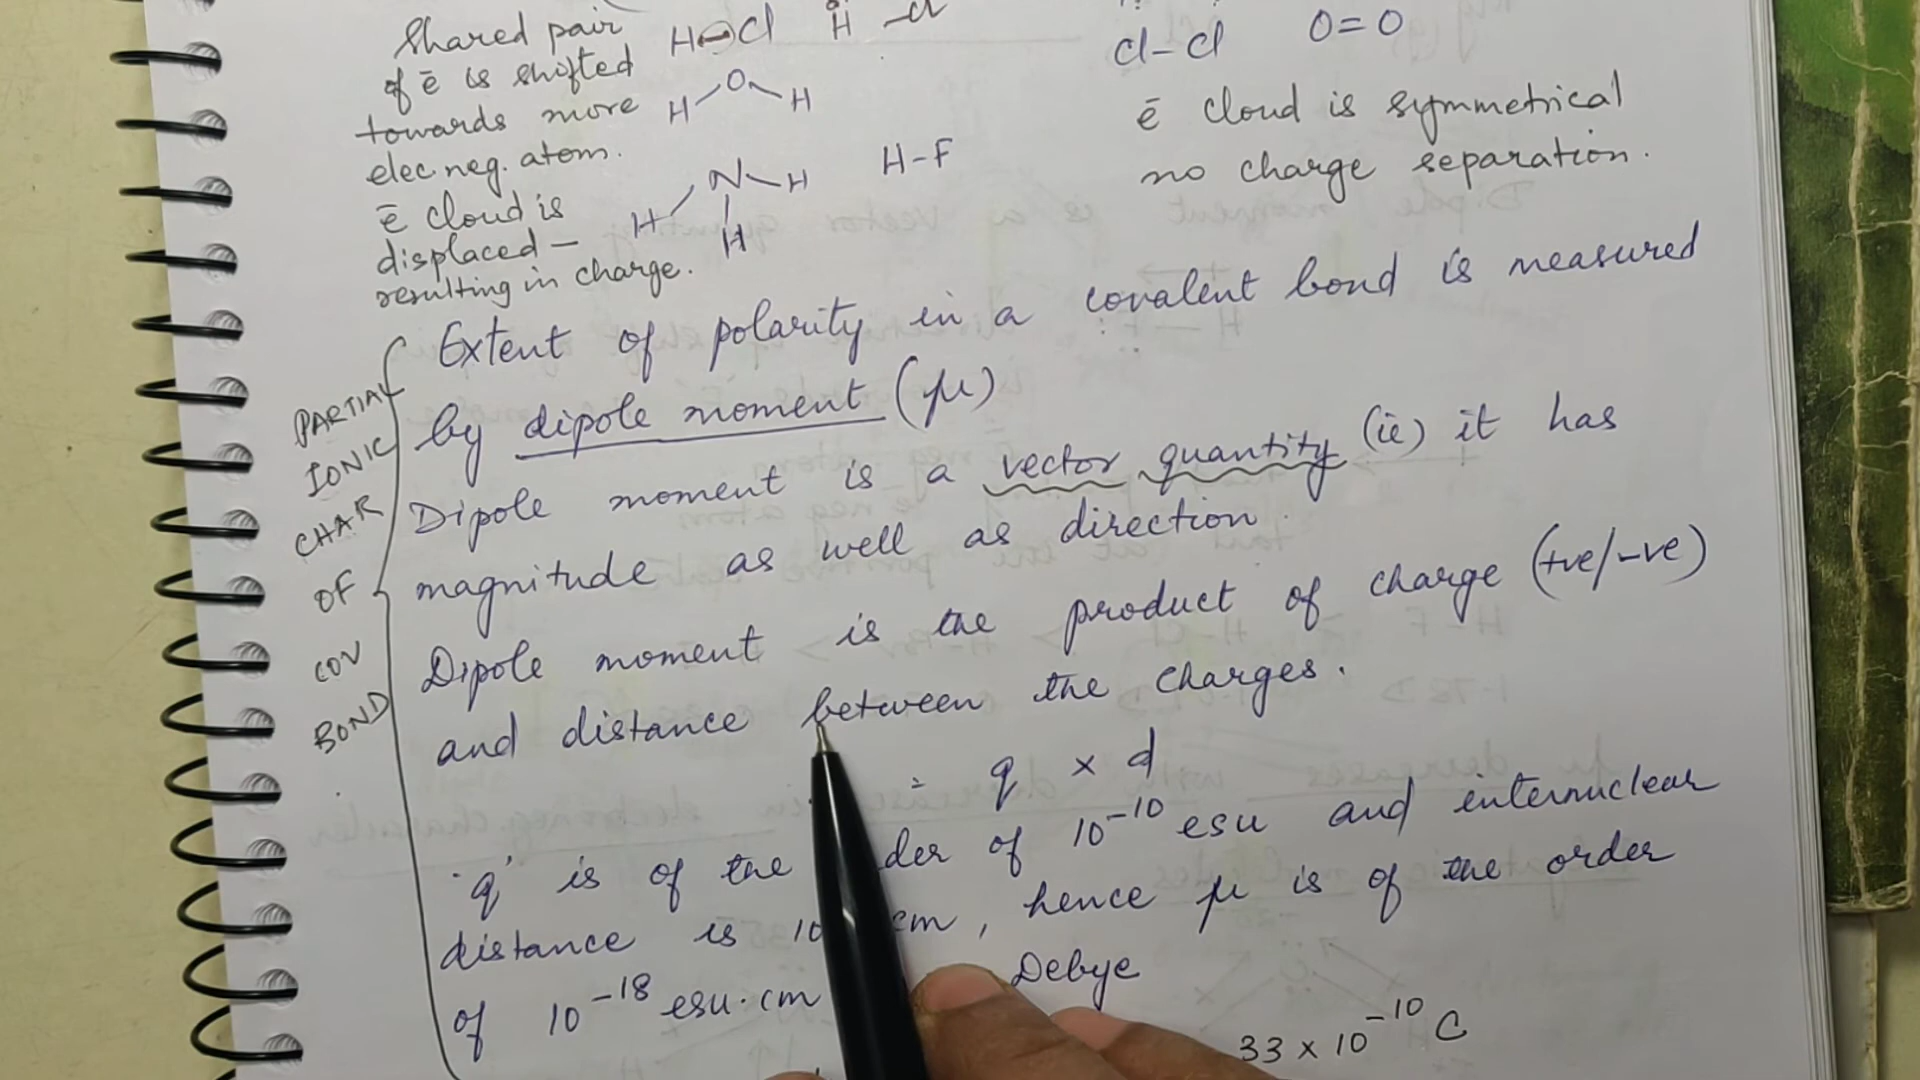 Shared pair
of ē is shifted
towards more
elec.neg. atom.
ē cloud is
displaced –
resulting in charge.
H–Cl H –Cl
O
H H
N H
H H
H–F
Cl–Cl O=O
ē cloud is symmetrical
no charge separation.
PARTIAL
IONIC
CHAR
OF
COV
BOND
Extent of polarity in a covalent bond is measured
by dipole moment (μ)
Dipole moment is a vector quantity (ie) it has
magnitude as well as direction.
Dipole moment is the product of charge (+ve/-ve)
and distance between the charges.
= q × d
'q' is of the der of 10⁻¹⁰ esu and internuclear
distance is 10 cm, hence μ is of the order
of 10⁻¹⁸ esu.cm Debye
33 × 10⁻¹⁰ C